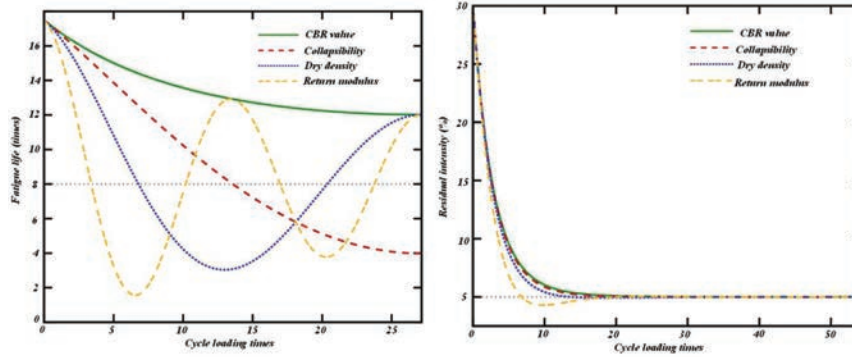 CBR value
Collapsibility
Dry density
Return modulus
Fatigue life (times)
16
14
12
10
8
6
4
2
0
0 5 10 15 20 25
Cycle loading times
CBR value
Collapsibility
Dry density
Return modulus
Residual intensity (%)
30
25
20
15
10
5
0 10 20 30 40 50
Cycle loading times